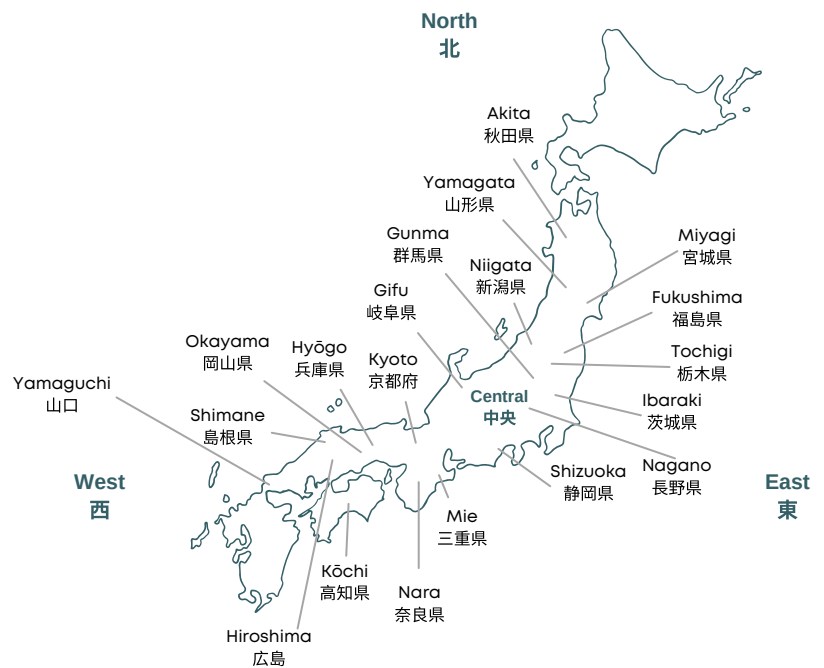 North
北
Akita
秋田県
Yamagata
山形県
Gunma
群馬県
Miyagi
宮城県
Niigata
新潟県
Gifu
岐阜県
Fukushima
福島県
Okayama
岡山県
Hyōgo
兵庫県
Kyoto
京都府
Tochigi
栃木県
Yamaguchi
山口
Central
中央
Ibaraki
茨城県
Shimane
島根県
Shizuoka
静岡県
Nagano
長野県
West
西
East
東
Mie
三重県
Kōchi
高知県
Nara
奈良県
Hiroshima
広島